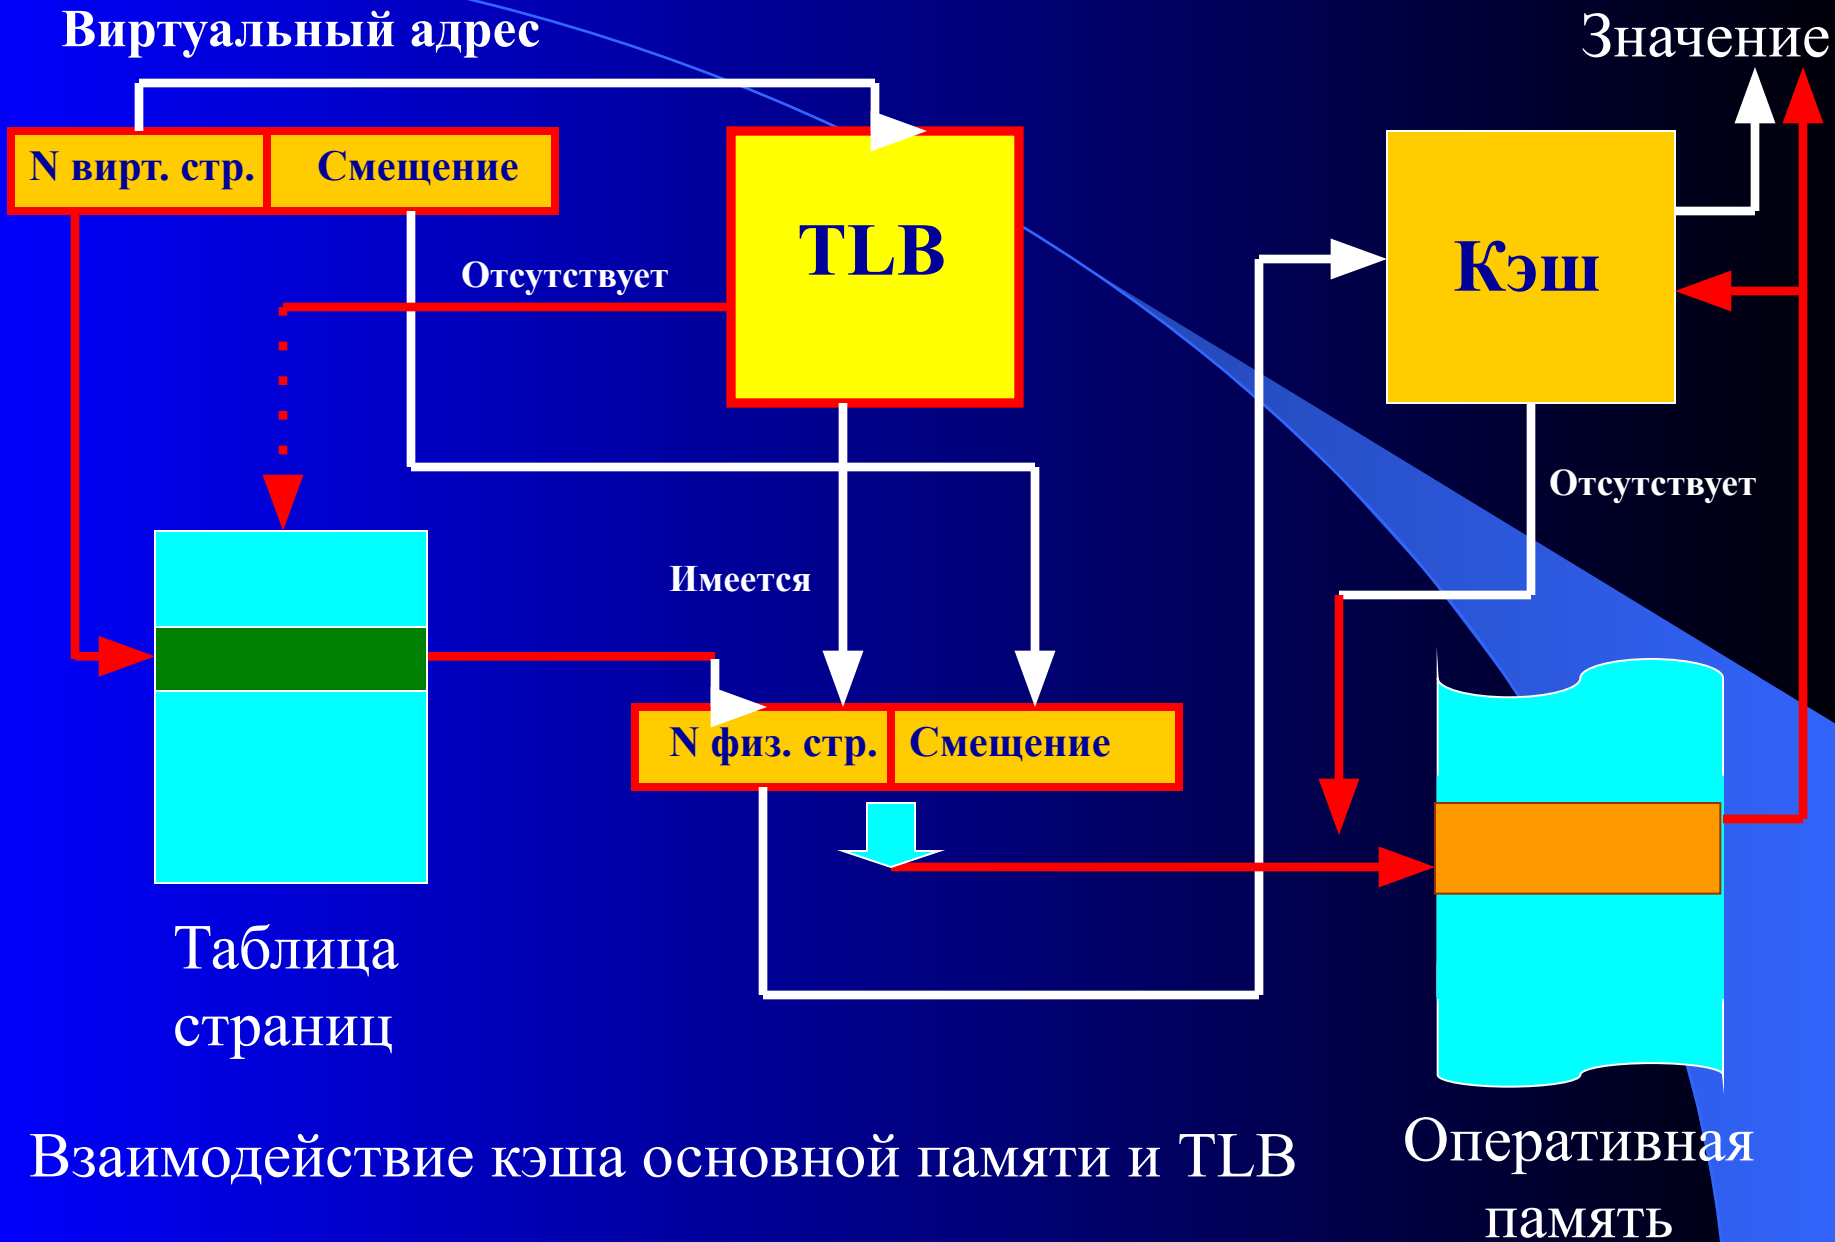 Виртуальный адрес
Значение
N вирт. стр.
Смещение
TLB
Кэш
Отсутствует
Отсутствует
Имеется
N физ. стр.
Смещение
Таблица
страниц
Взаимодействие кэша основной памяти и TLB
Оперативная
память